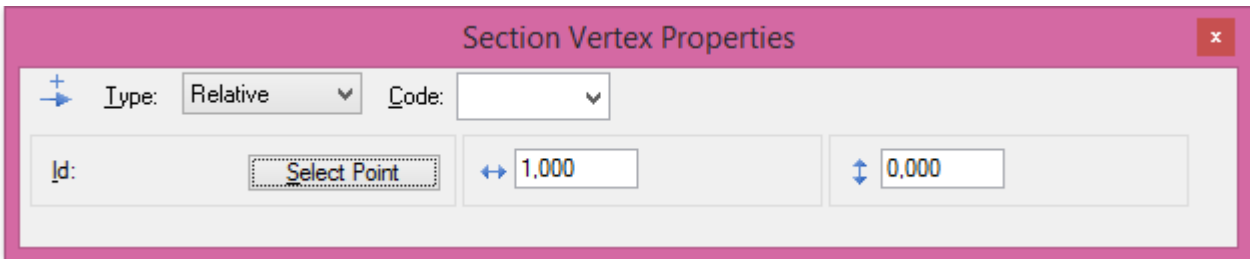 Section Vertex Properties
x
Type: Relative Code:
Id: Select Point 1,000 0,000